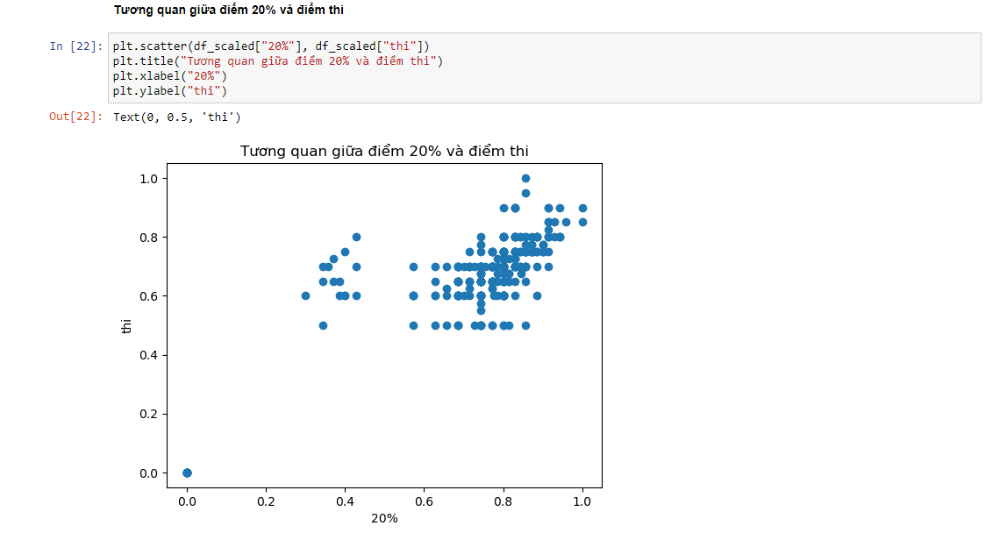 Tương quan giữa điểm 20% và điểm thi
In [22]: plt.scatter(df_scaled["20%"], df_scaled["thi"])
plt.title("Tương quan giữa điểm 20% và điểm thi")
plt.xlabel("20%")
plt.ylabel("thi")
Out[22]: Text(0, 0.5, 'thi')
Tương quan giữa điểm 20% và điểm thi
1.0
0.8
0.6
thi
0.4
0.2
0.0
0.0 0.2 0.4 0.6 0.8 1.0
20%